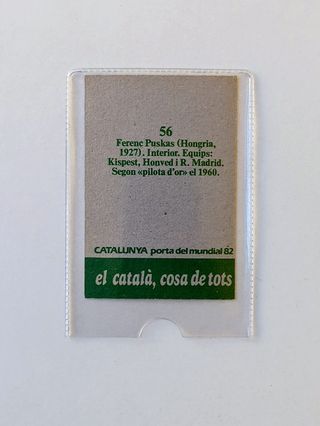 56
Ferenc Puskas (Hongria,
1927). Interior. Equips:
Kispest, Honved i R. Madrid.
Segon «pilota d'or» el 1960.
CATALUNYA porta del mundial 82
el català, cosa de tots